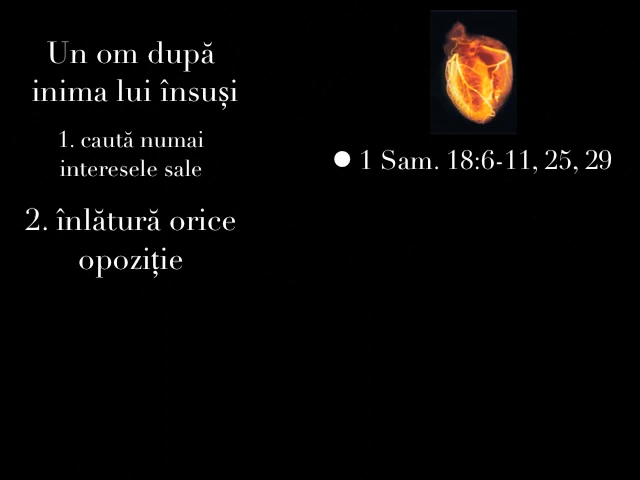 Un om după
inima lui însuși
1. caută numai
interesele sale
2. înlătură orice
opoziție
● 1 Sam. 18:6-11, 25, 29